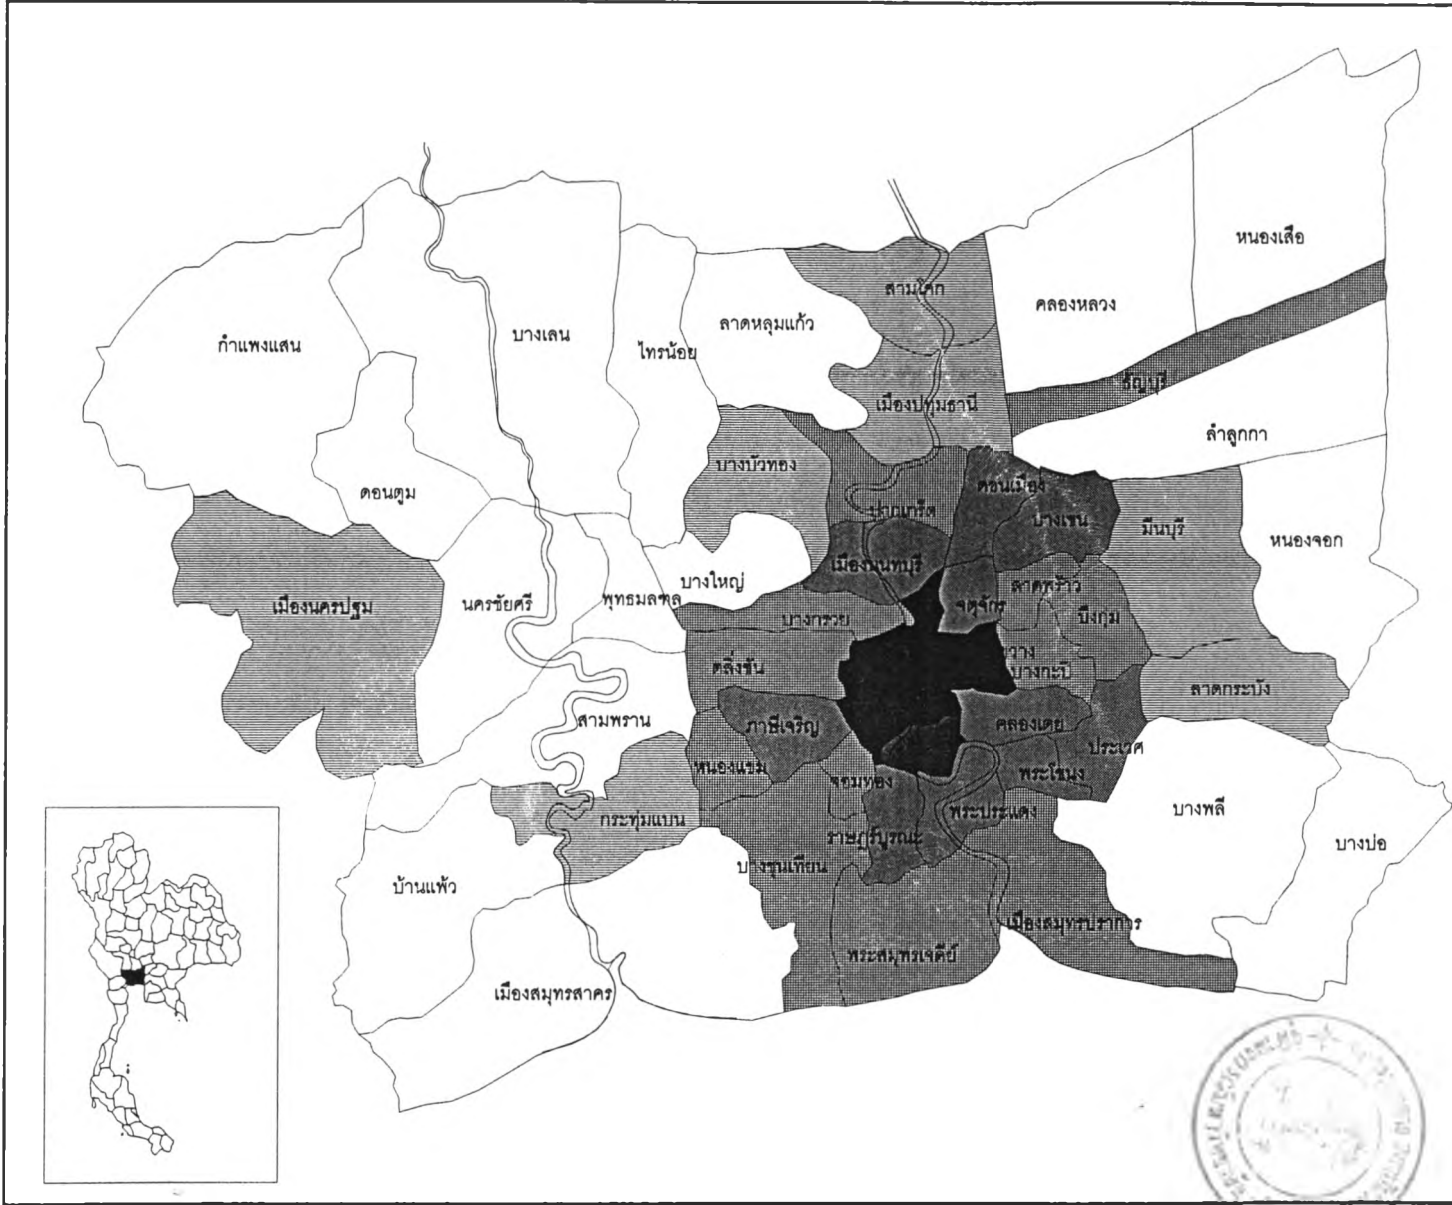 หนองเสือ
สามโคก
คลองหลวง
ลาดหลุมแก้ว
บางเลน
กำแพงแสน
ไทรน้อย
ธัญบุรี
เมืองปทุมธานี
ลำลูกกา
บางบัวทอง
ดอนเมือง
ดอนตูม
ปากเกร็ด
บางเขน
มีนบุรี
หนองจอก
เมืองนนทบุรี
บางใหญ่
ลาดพร้าว
เมืองนครปฐม
นครชัยศรี
พุทธมลฑล
จตุจักร
บึงกุ่ม
บางกรวย
ขวาง
ตลิ่งชัน
บางกะปิ
ลาดกระบัง
สามพราน
ภาษีเจริญ
คลองเตย
ประเวศ
หนองแขม
พระโขนง
จอมทอง
บางพลี
กระทุ่มแบน
พระประแดง
ราษฎร์บูรณะ
บางบ่อ
บางขุนเทียน
บ้านแพ้ว
เมืองสมุทรปราการ
พระสมุทรเจดีย์
เมืองสมุทรสาคร